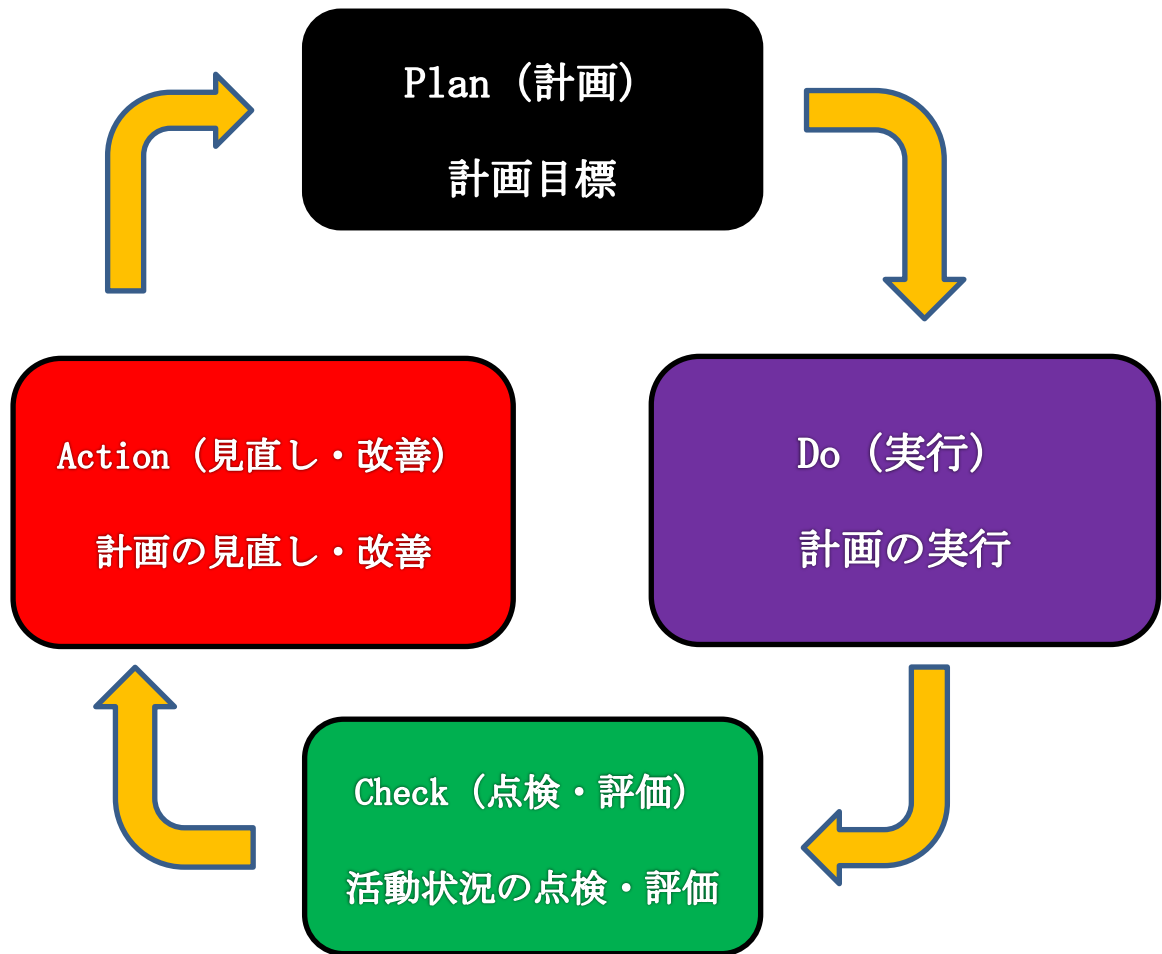 Plan（計画）
計画目標
Do（実行）
計画の実行
Check（点検・評価）
活動状況の点検・評価
Action（見直し・改善）
計画の見直し・改善